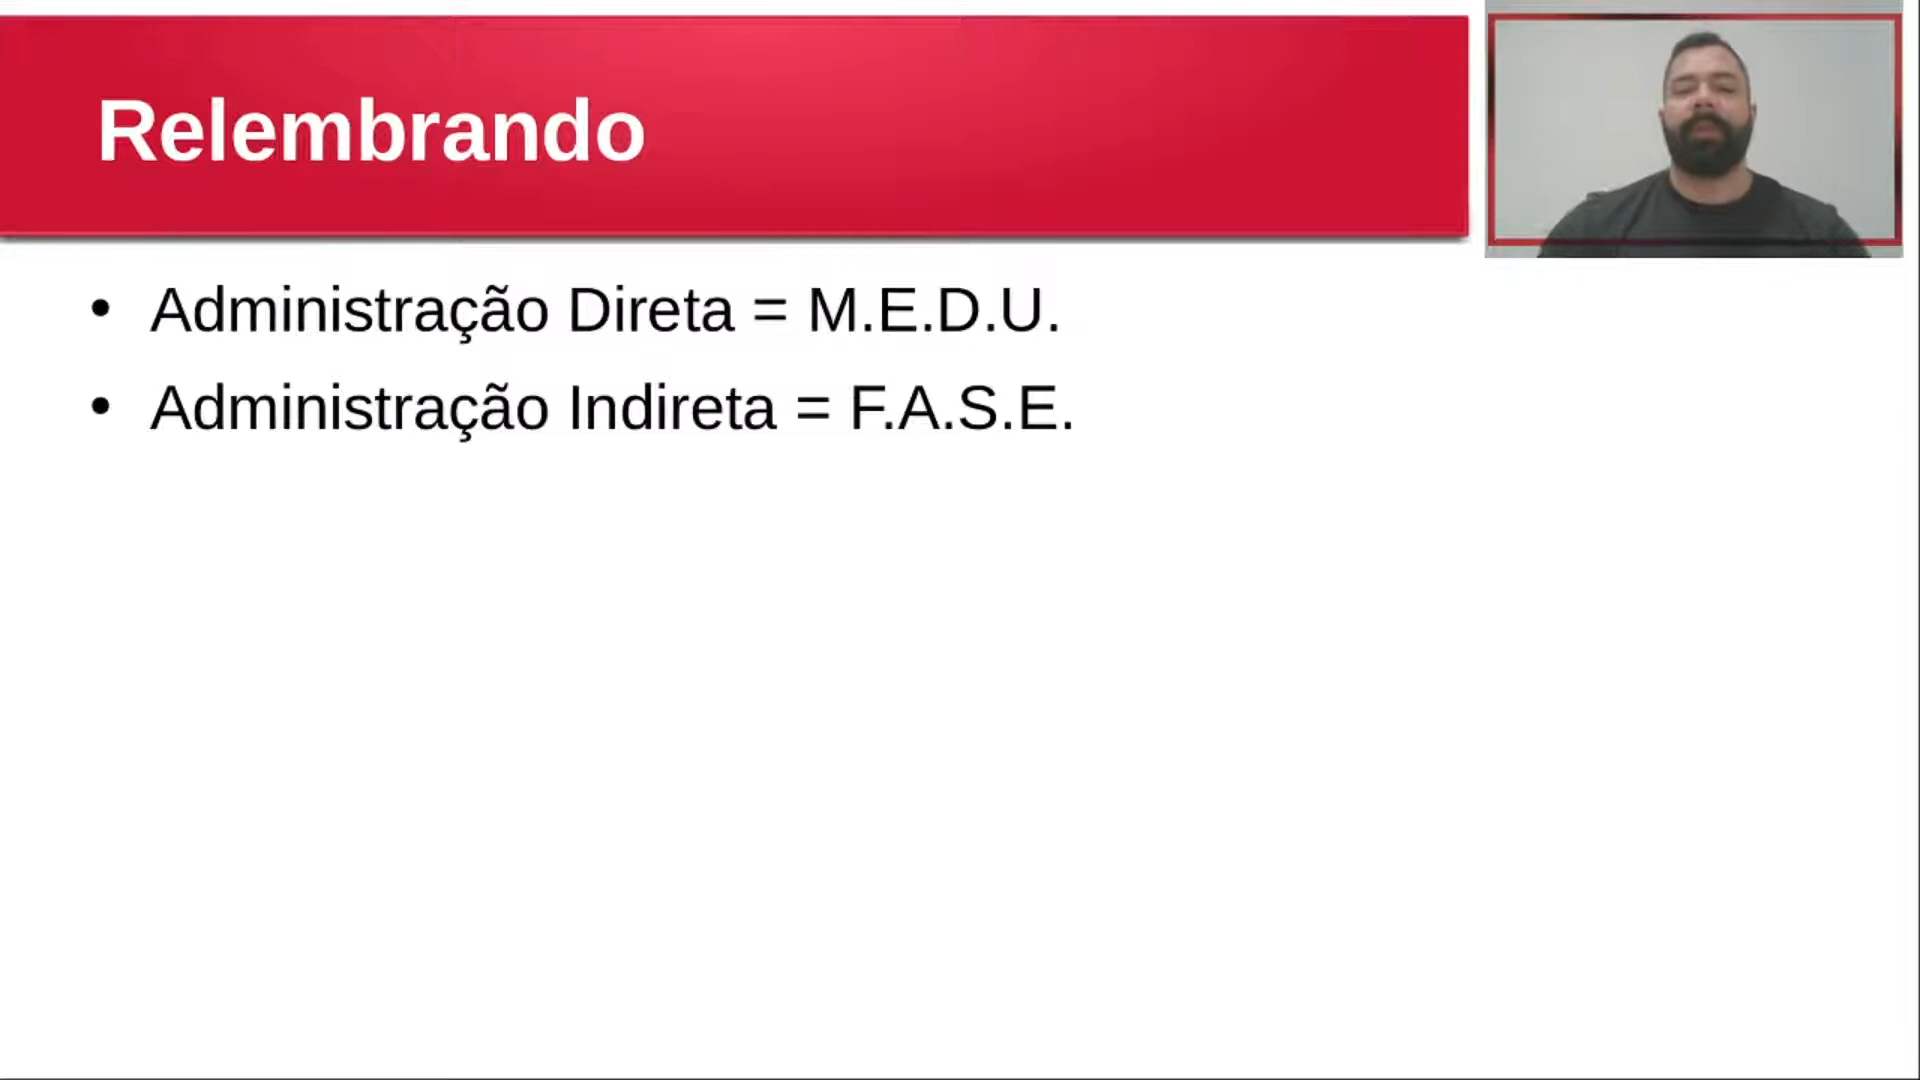 Relembrando
• Administração Direta = M.E.D.U.
• Administração Indireta = F.A.S.E.